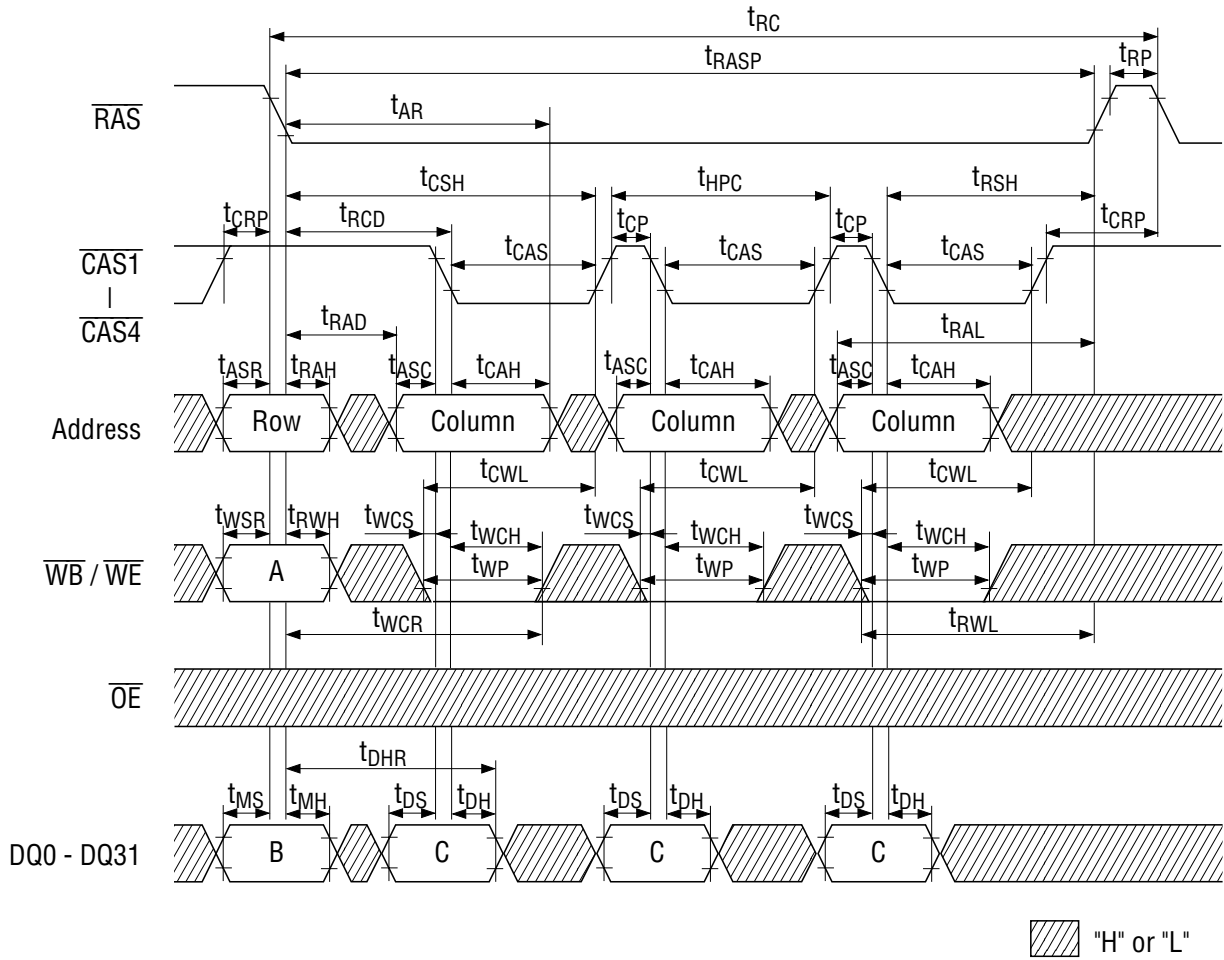 tRC
tRASP tRP
RAS
tAR
tCSH tHPC tRSH
tCRP tRCD tCP tCP tCRP
CAS1
|
CAS4
tCAS tCAS tCAS
tRAD tRAL
tASR tRAH tASC tCAH tASC tCAH tASC tCAH
Address Row Column Column Column
tCWL tCWL tCWL
tWSR tRWH tWCS tWCH tWCS tWCH tWCS tWCH
WB / WE A tWP tWP tWP
tWCR tRWL
OE
tDHR
tMS tMH tDS tDH tDS tDH tDS tDH
DQ0 - DQ31 B C C C
"H" or "L"